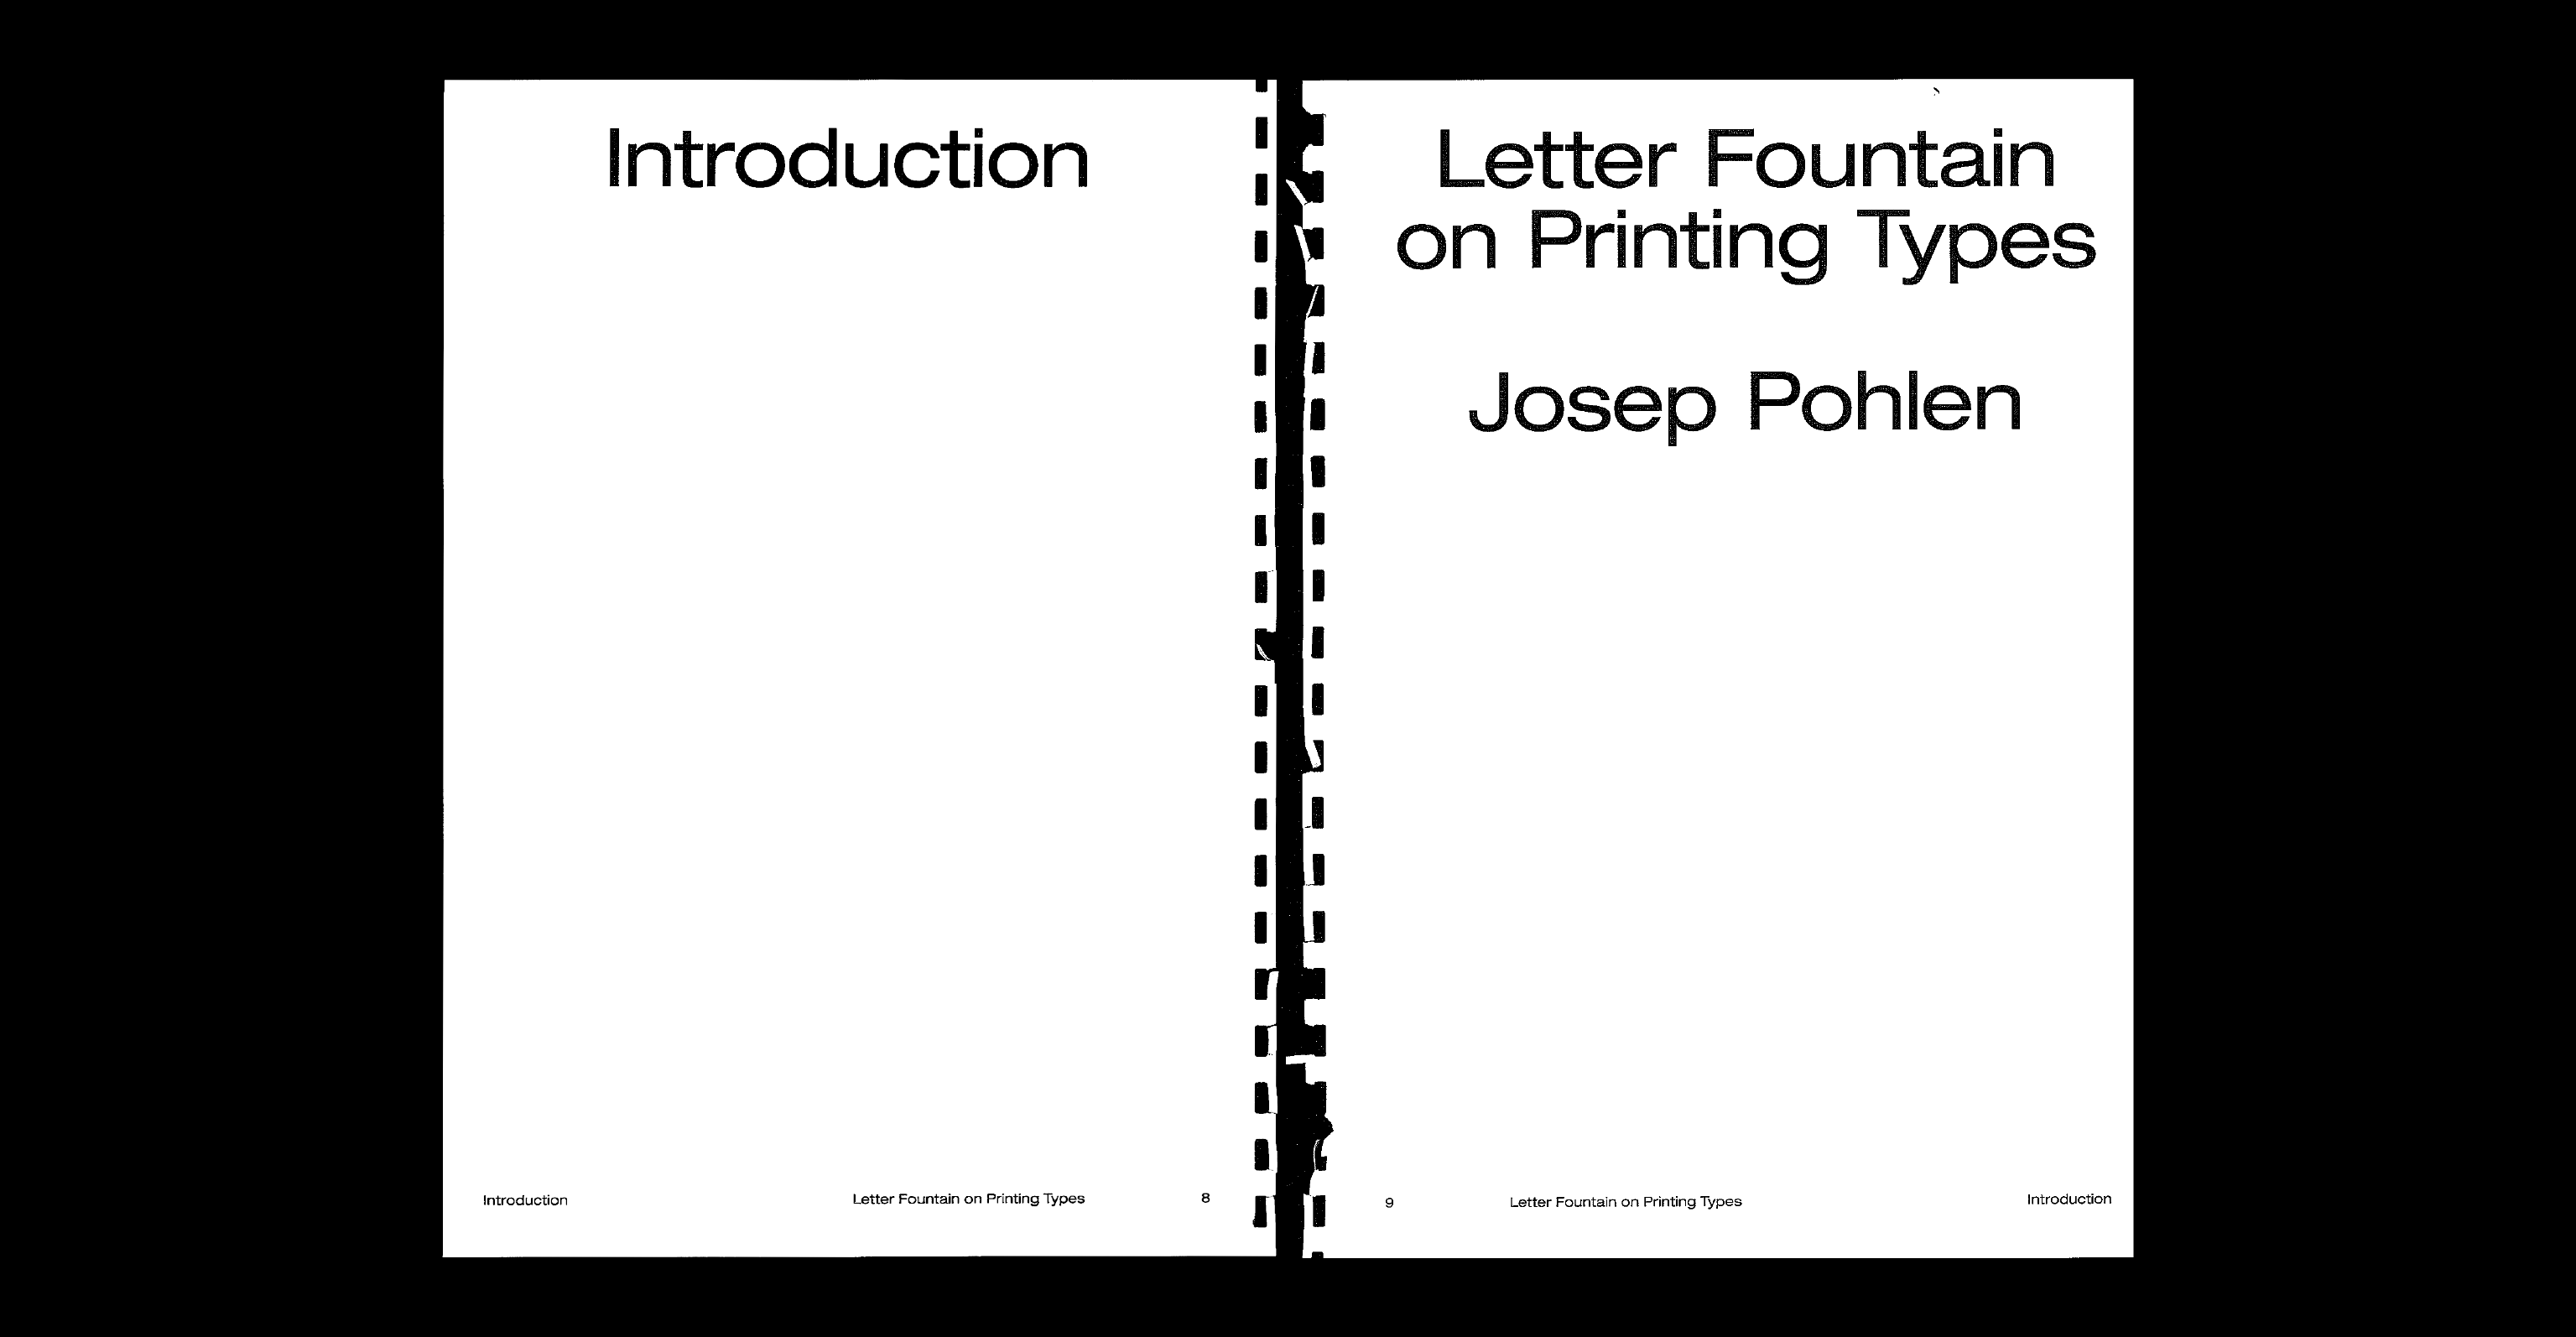 Introduction
Introduction
Letter Fountain on Printing Types
8
Letter Fountain
on Printing Types
Josep Pohlen
9
Letter Fountain on Printing Types
Introduction